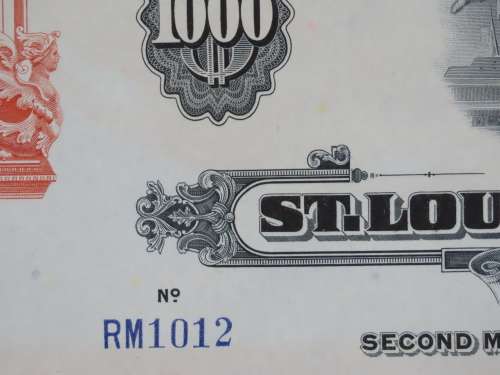 1000
ST. LOU
Nº
RM1012
SECOND M